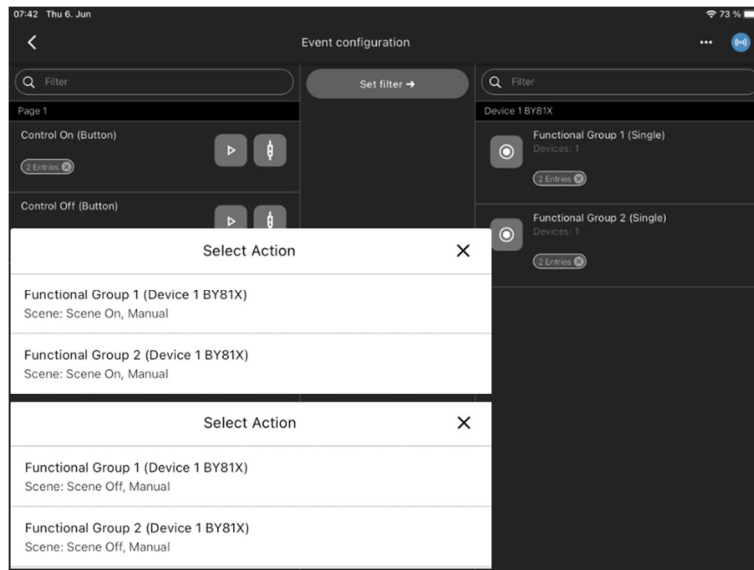 07:42 Thu 6. Jun
73 %
Event configuration
Filter
Set filter
Filter
Page 1
Control On (Button)
2 Entries
Control Off (Button)
Device 1 BY81X
Functional Group 1 (Single)
Devices: 1
2 Entries
Functional Group 2 (Single)
Devices: 1
2 Entries
Select Action
Functional Group 1 (Device 1 BY81X)
Scene: Scene On, Manual
Functional Group 2 (Device 1 BY81X)
Scene: Scene On, Manual
Select Action
Functional Group 1 (Device 1 BY81X)
Scene: Scene Off, Manual
Functional Group 2 (Device 1 BY81X)
Scene: Scene Off, Manual